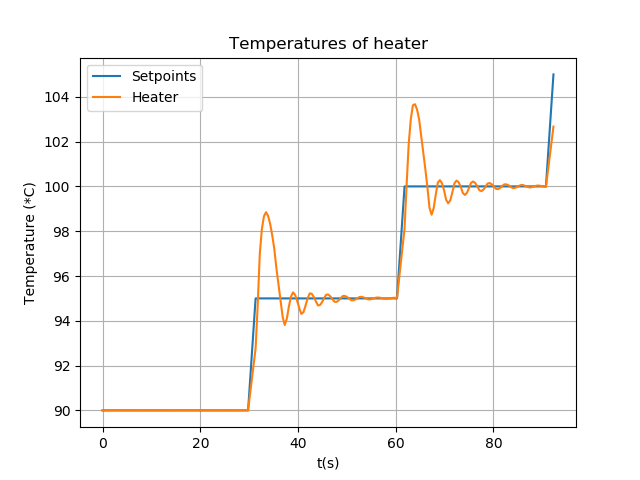 Temperatures of heater
Setpoints
Heater
104
102
100
98
96
94
92
90
Temperature (*C)
0 20 40 60 80
t(s)